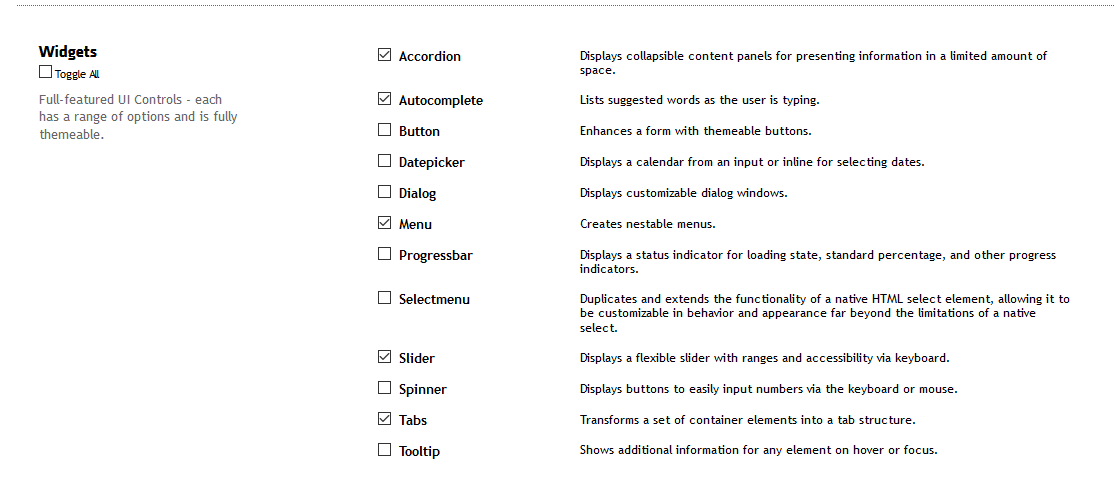 Widgets
Toggle All
Full-featured UI Controls - each
has a range of options and is fully
themeable.
Accordion
Displays collapsible content panels for presenting information in a limited amount of
space.
Autocomplete
Lists suggested words as the user is typing.
Button
Enhances a form with themeable buttons.
Datepicker
Displays a calendar from an input or inline for selecting dates.
Dialog
Displays customizable dialog windows.
Menu
Creates nestable menus.
Progressbar
Displays a status indicator for loading state, standard percentage, and other progress
indicators.
Selectmenu
Duplicates and extends the functionality of a native HTML select element, allowing it to
be customizable in behavior and appearance far beyond the limitations of a native
select.
Slider
Displays a flexible slider with ranges and accessibility via keyboard.
Spinner
Displays buttons to easily input numbers via the keyboard or mouse.
Tabs
Transforms a set of container elements into a tab structure.
Tooltip
Shows additional information for any element on hover or focus.